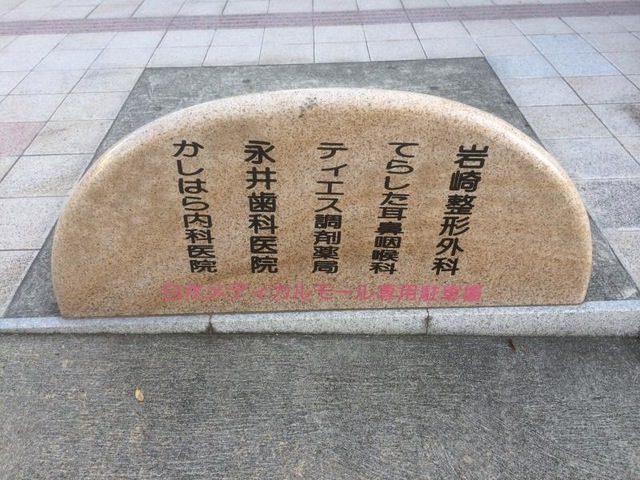 岩崎整形外科
てらした耳鼻咽喉科
ティエス調剤薬局
永井歯科医院
かしはら内科医院
メディカルモール専用駐車場